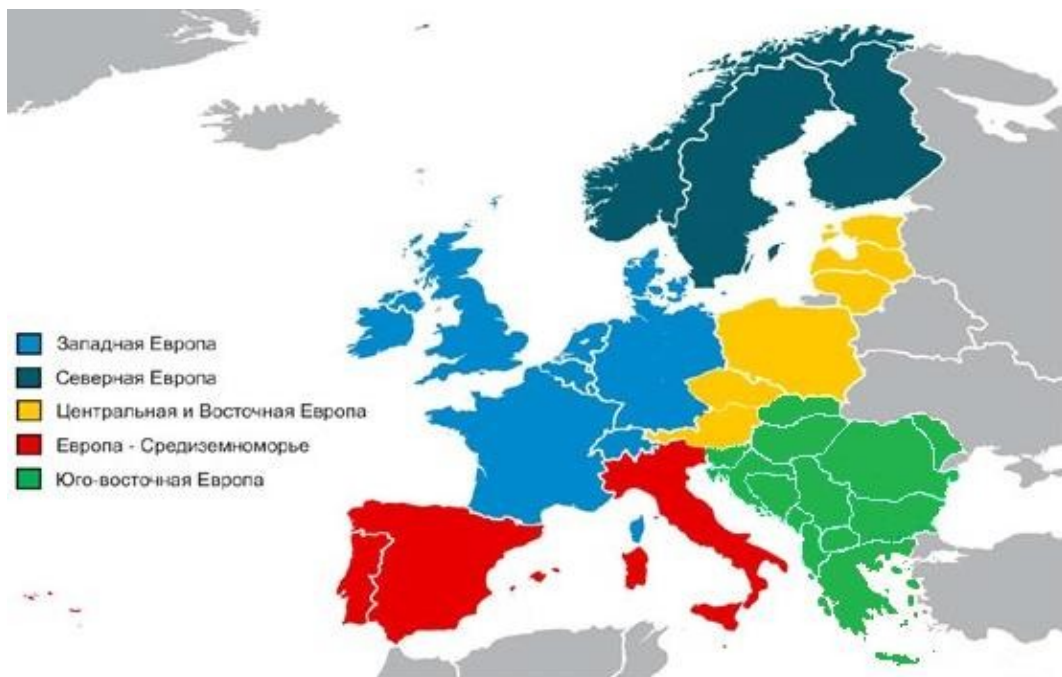 Западная Европа
Северная Европа
Центральная и Восточная Европа
Европа - Средиземноморье
Юго-восточная Европа